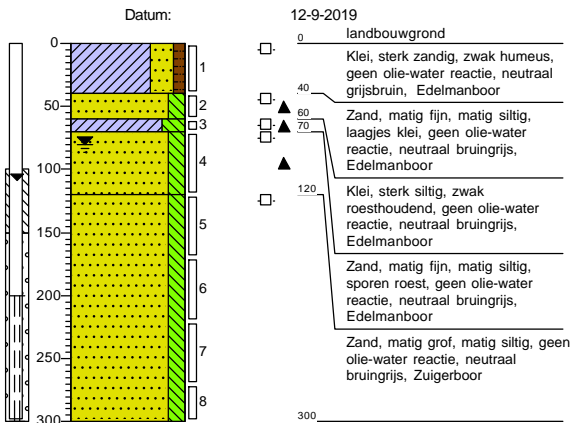 Datum: 12-9-2019
0
50
100
150
200
250
300
1
2
3
4
5
6
7
8
0
landbouwgrond
Klei, sterk zandig, zwak humeus,
geen olie-water reactie, neutraal
grijsbruin, Edelmanboor
40
Zand, matig fijn, matig siltig,
laagjes klei, geen olie-water
reactie, neutraal bruingrijs,
Edelmanboor
60
Klei, sterk siltig, zwak
roesthoudend, geen olie-water
reactie, neutraal bruingrijs,
Edelmanboor
70
Zand, matig fijn, matig siltig,
sporen roest, geen olie-water
reactie, neutraal bruingrijs,
Edelmanboor
120
Zand, matig grof, matig siltig, geen
olie-water reactie, neutraal
bruingrijs, Zuigerboor
300